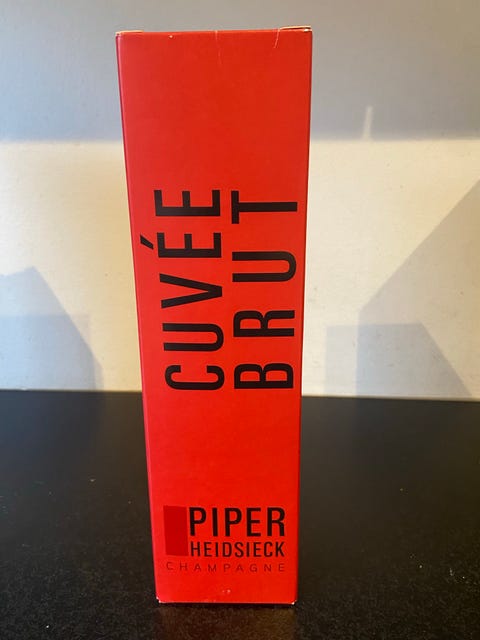 CUVÉE
BRUT
PIPER
HEIDSIECK
CHAMPAGNE